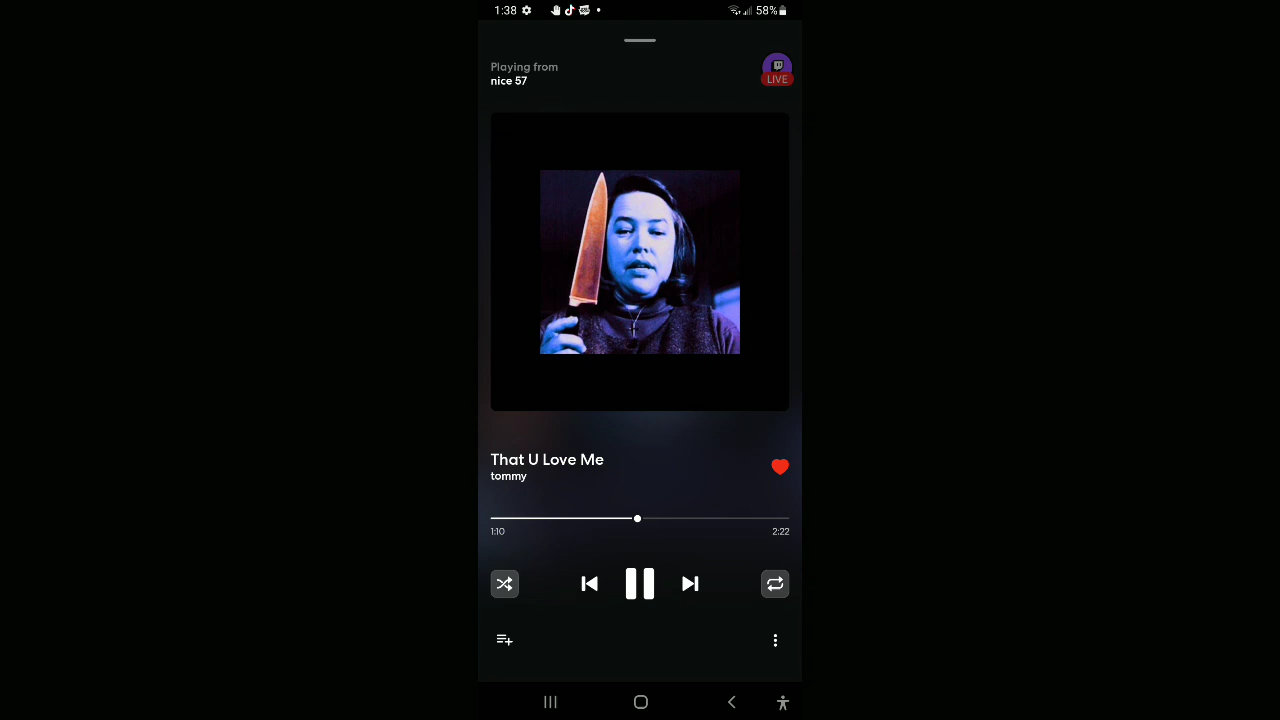 1:38
58%
Playing from
nice 57
LIVE
That U Love Me
tommy
1:10
2:22